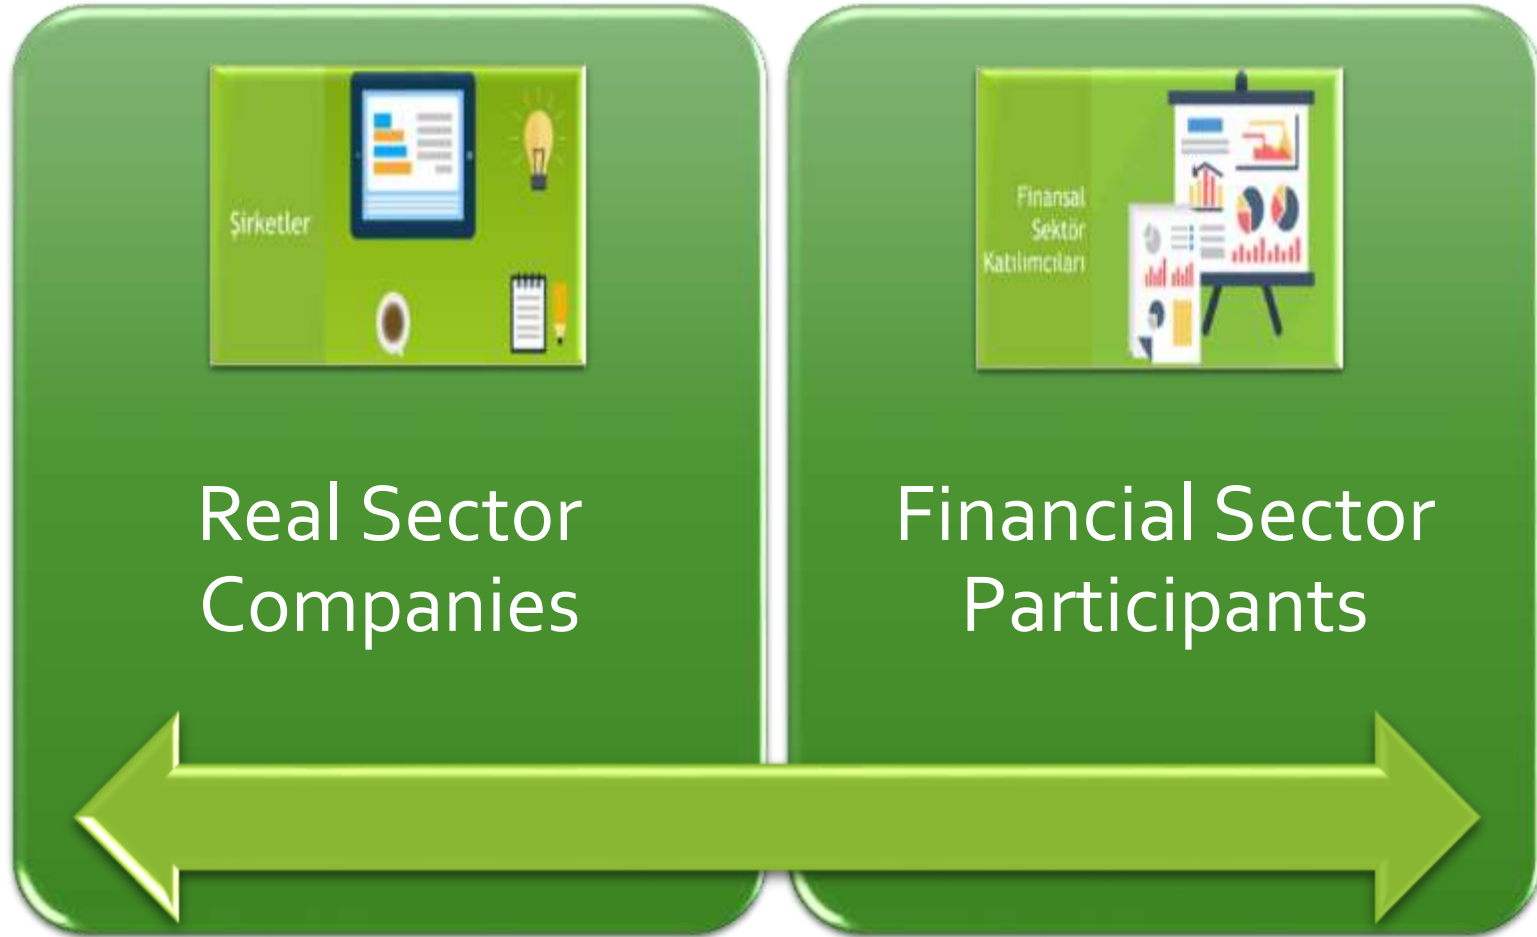 Şirketler
Real Sector
Companies
Finansal
Sektör
Katılımcıları
Financial Sector
Participants